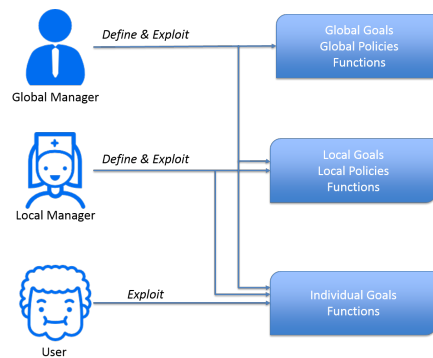 Define & Exploit
Global Goals
Global Policies
Functions
Global Manager
Define & Exploit
Local Goals
Local Policies
Functions
Local Manager
Exploit
Individual Goals
Functions
User